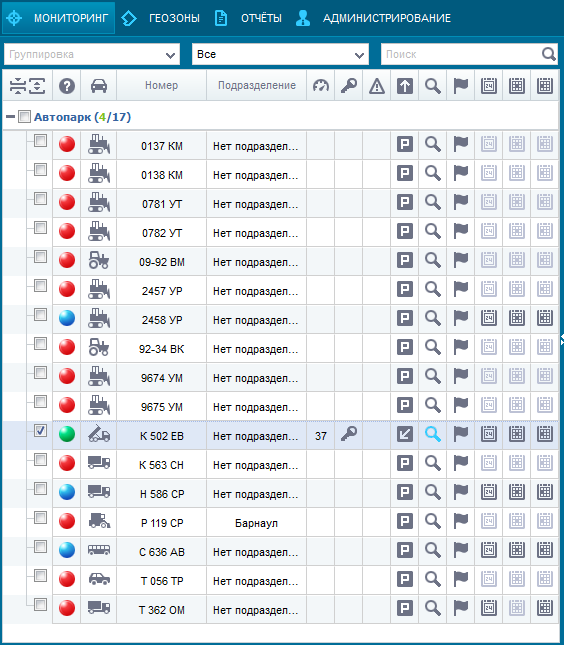 МОНИТОРИНГ ГЕОЗОНЫ ОТЧЁТЫ АДМИНИСТРИРОВАНИЕ
Группировка Все Поиск
Номер Подразделение
Автопарк (4/17)
0137 КМ Нет подраздел...
0138 КМ Нет подраздел...
0781 УТ Нет подраздел...
0782 УТ Нет подраздел...
09-92 ВМ Нет подраздел...
2457 УР Нет подраздел...
2458 УР Нет подраздел...
92-34 ВК Нет подраздел...
9674 УМ Нет подраздел...
9675 УМ Нет подраздел...
К 502 ЕВ Нет подраздел... 37
К 563 СН Нет подраздел...
Н 586 СР Нет подраздел...
Р 119 СР Барнаул
С 636 АВ Нет подраздел...
Т 056 ТР Нет подраздел...
Т 362 ОМ Нет подраздел...